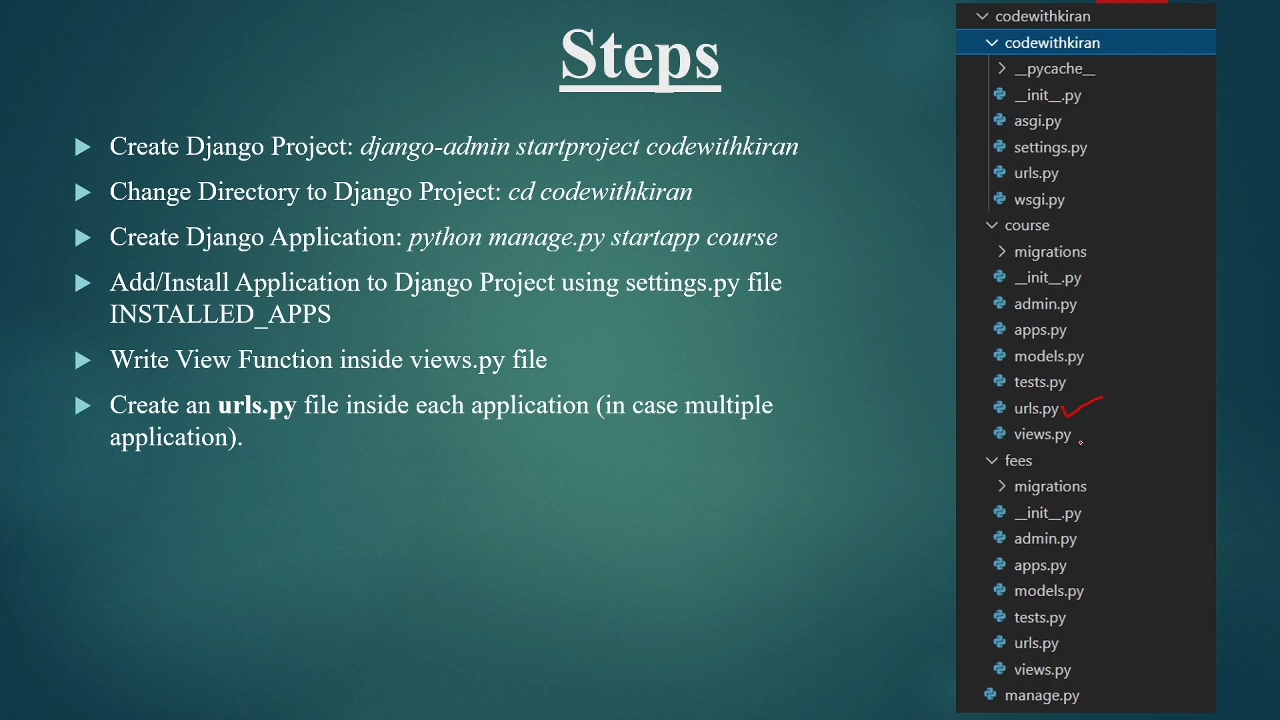 Steps
Create Django Project: django-admin startproject codewithkiran
Change Directory to Django Project: cd codewithkiran
Create Django Application: python manage.py startapp course
Add/Install Application to Django Project using settings.py file
INSTALLED_APPS
Write View Function inside views.py file
Create an urls.py file inside each application (in case multiple
application).
codewithkiran
codewithkiran
__pycache__
__init__.py
asgi.py
settings.py
urls.py
wsgi.py
course
migrations
__init__.py
admin.py
apps.py
models.py
tests.py
urls.py
views.py
fees
migrations
__init__.py
admin.py
apps.py
models.py
tests.py
urls.py
views.py
manage.py